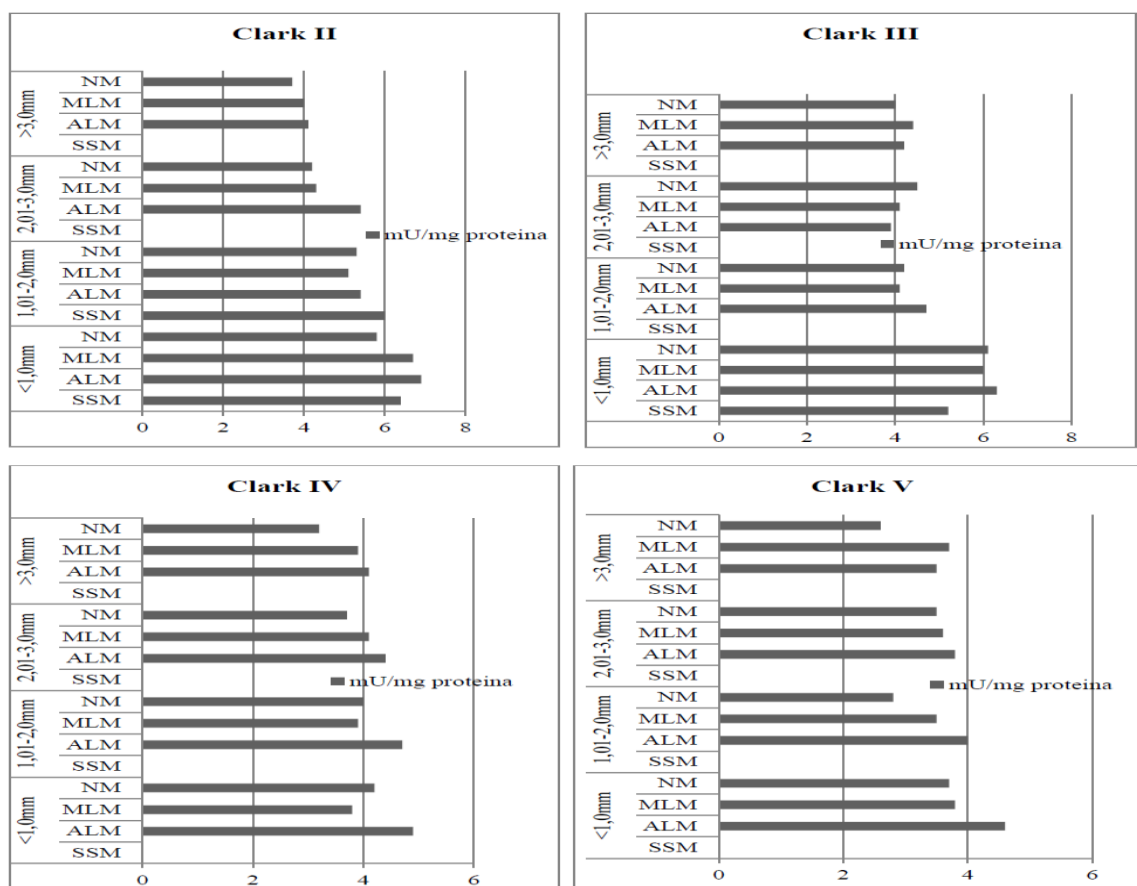 Clark II
>3,0mm
NM
MLM
ALM
SSM
2,01-3,0mm
NM
MLM
ALM
SSM
1,01-2,0mm
NM
MLM
ALM
SSM
<1,0mm
NM
MLM
ALM
SSM
mU/mg proteina
0 2 4 6 8
Clark III
>3,0mm
NM
MLM
ALM
SSM
2,01-3,0mm
NM
MLM
ALM
SSM
1,01-2,0mm
NM
MLM
ALM
SSM
<1,0mm
NM
MLM
ALM
SSM
mU/mg proteina
0 2 4 6 8
Clark IV
>3,0mm
NM
MLM
ALM
SSM
2,01-3,0mm
NM
MLM
ALM
SSM
1,01-2,0mm
NM
MLM
ALM
SSM
<1,0mm
NM
MLM
ALM
SSM
mU/mg proteina
0 2 4 6
Clark V
>3,0mm
NM
MLM
ALM
SSM
2,01-3,0mm
NM
MLM
ALM
SSM
1,01-2,0mm
NM
MLM
ALM
SSM
<1,0mm
NM
MLM
ALM
SSM
mU/mg proteina
0 2 4 6